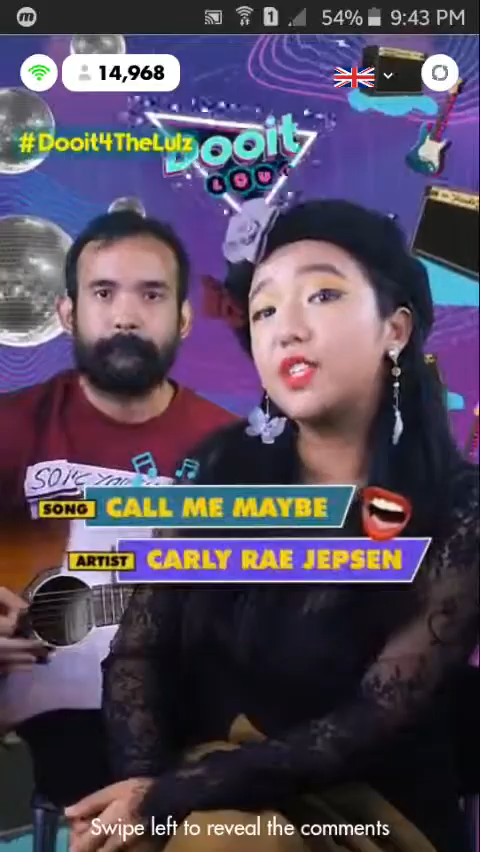 54% 9:43 PM
14,968
#Dooit4TheLulz
Dooit
SONG CALL ME MAYBE
ARTIST CARLY RAE JEPSEN
Swipe left to reveal the comments